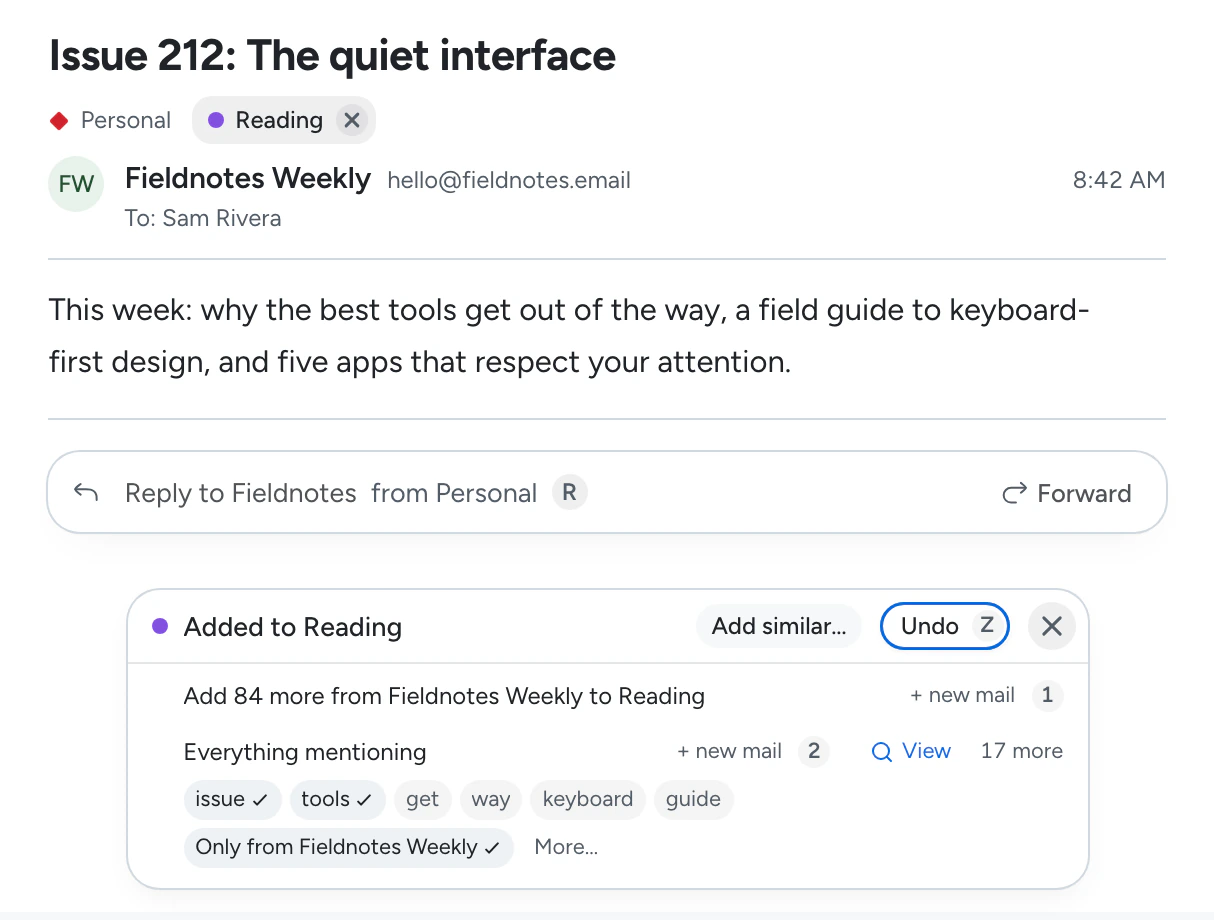 Issue 212: The quiet interface
Personal Reading
FW Fieldnotes Weekly hello@fieldnotes.email 8:42 AM
To: Sam Rivera
This week: why the best tools get out of the way, a field guide to keyboard-
first design, and five apps that respect your attention.
Reply to Fieldnotes from Personal R Forward
Added to Reading Add similar... Undo Z
Add 84 more from Fieldnotes Weekly to Reading + new mail 1
Everything mentioning + new mail 2 View 17 more
issue ✓ tools ✓ get way keyboard guide
Only from Fieldnotes Weekly ✓ More...